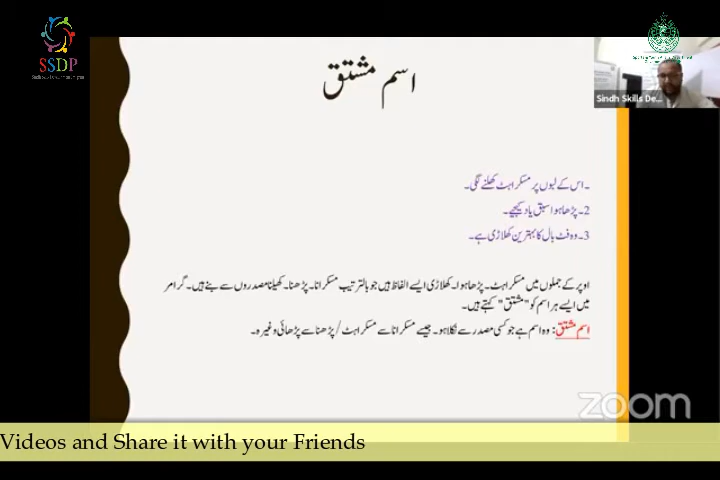 SSDP
اسم مشتق
Sindh Skills De...
۔ اس کے لبوں پر مسکراہٹ کھلنے لگی۔
2۔ پڑھا ہوا سبق یاد کیجیے۔
3۔ وہ فٹ بال کا بہترین کھلاڑی ہے۔
اوپر کے جملوں میں مسکراہٹ۔ پڑھا ہوا۔ کھلاڑی ایسے الفاظ ہیں جو بالترتیب مسکرانا۔ پڑھنا۔ کھیلنا مصدروں سے بنے ہیں۔ گرامر
میں ایسے ہر اسم کو "مشتق" کہتے ہیں۔
اسم مشتق: وہ اسم ہے جو کسی مصدر سے نکلا ہو۔ جیسے مسکرانا سے مسکراہٹ / پڑھنا سے پڑھائی وغیرہ۔
zoom
Videos and Share it with your Friends